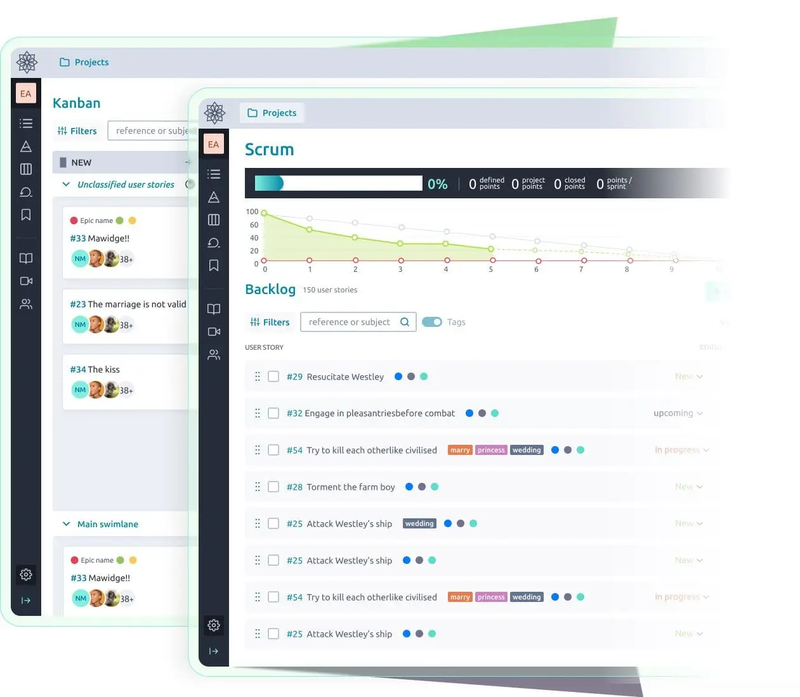 Projects
EA
Kanban
Filters
reference or subje
NEW
Unclassified user stories
Epic name
#33 Mawidge!!
NM 38+
#23 The marriage is not valid
NM 38+
#34 The kiss
NM 38+
Main swimlane
Epic name
#33 Mawidge!!
NM 38+
Projects
EA
Scrum
0% 0 defined points 0 project points 0 closed points 0 points / sprint
100
60
40
20
0
0 1 2 3 4 5 6 7 8 9
Backlog 150 user stories
Filters reference or subject Tags
USER STORY
#29 Resucitate Westley New
#32 Engage in pleasantriesbefore combat upcoming
#54 Try to kill each otherlike civilised marry princess wedding In progress
#28 Torment the farm boy New
#25 Attack Westley's ship wedding New
#25 Attack Westley's ship New
#54 Try to kill each otherlike civilised marry princess wedding In progress
#25 Attack Westley's ship New